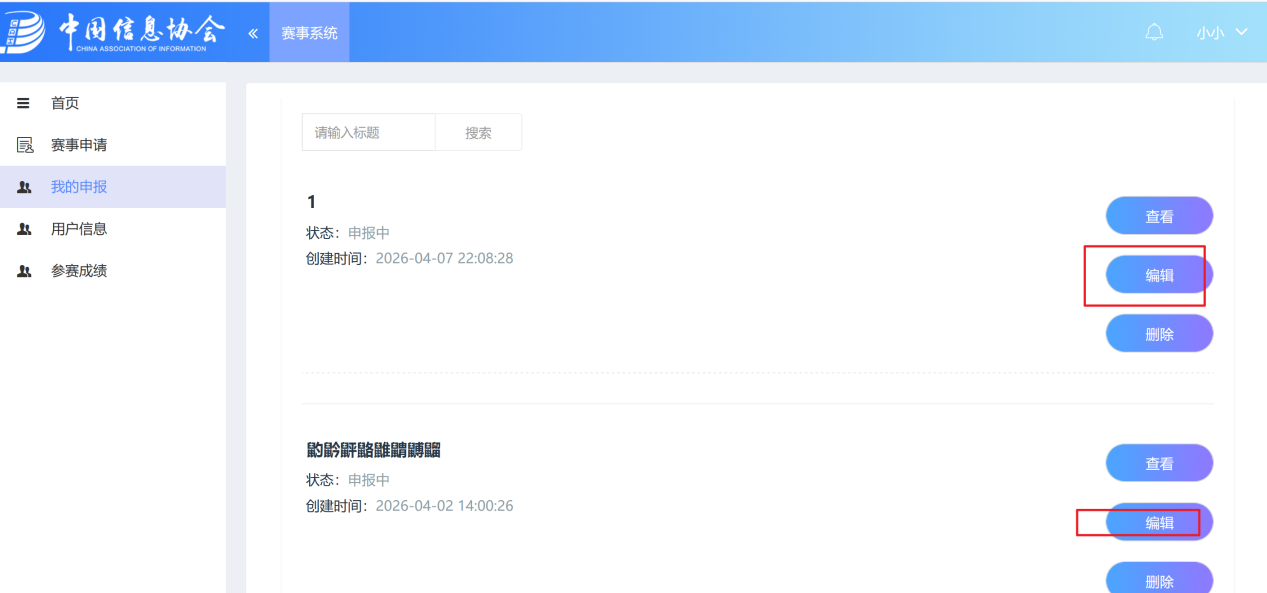 中国信息协会
CHINA ASSOCIATION OF INFORMATION
«
赛事系统
小小
首页
赛事申请
我的申报
用户信息
参赛成绩
请输入标题
搜索
1
状态：申报中
创建时间：2026-04-07 22:08:28
查看
编辑
删除
状态：申报中
创建时间：2026-04-02 14:00:26
查看
编辑
删除